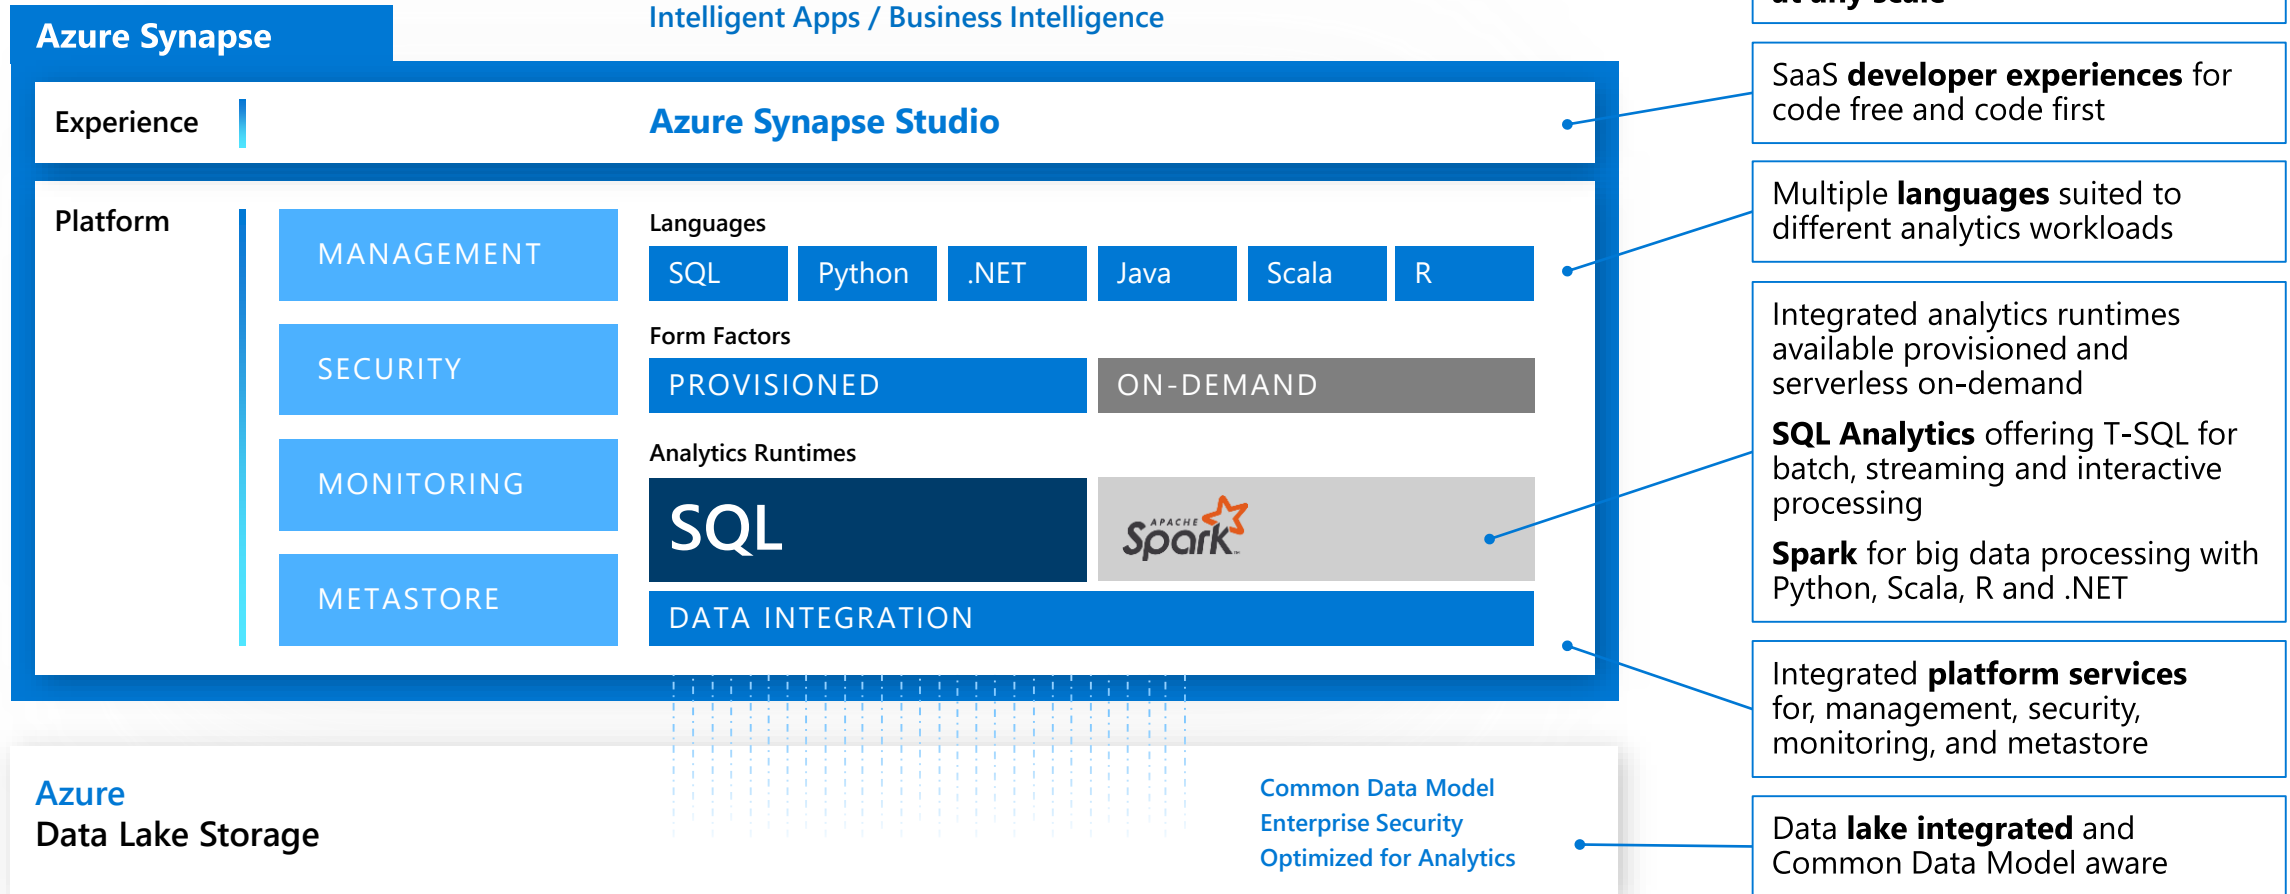 at any scale
Intelligent Apps / Business Intelligence
Azure Synapse
Experience
Azure Synapse Studio
SaaS developer experiences for
code free and code first
Platform
MANAGEMENT
SECURITY
MONITORING
METASTORE
Languages
SQL
Python
.NET
Java
Scala
R
Form Factors
PROVISIONED
ON-DEMAND
Analytics Runtimes
SQL
APACHE
Spark
DATA INTEGRATION
Multiple languages suited to
different analytics workloads
Integrated analytics runtimes
available provisioned and
serverless on-demand
SQL Analytics offering T-SQL for
batch, streaming and interactive
processing
Spark for big data processing with
Python, Scala, R and .NET
Integrated platform services
for, management, security,
monitoring, and metastore
Azure
Data Lake Storage
Common Data Model
Enterprise Security
Optimized for Analytics
Data lake integrated and
Common Data Model aware